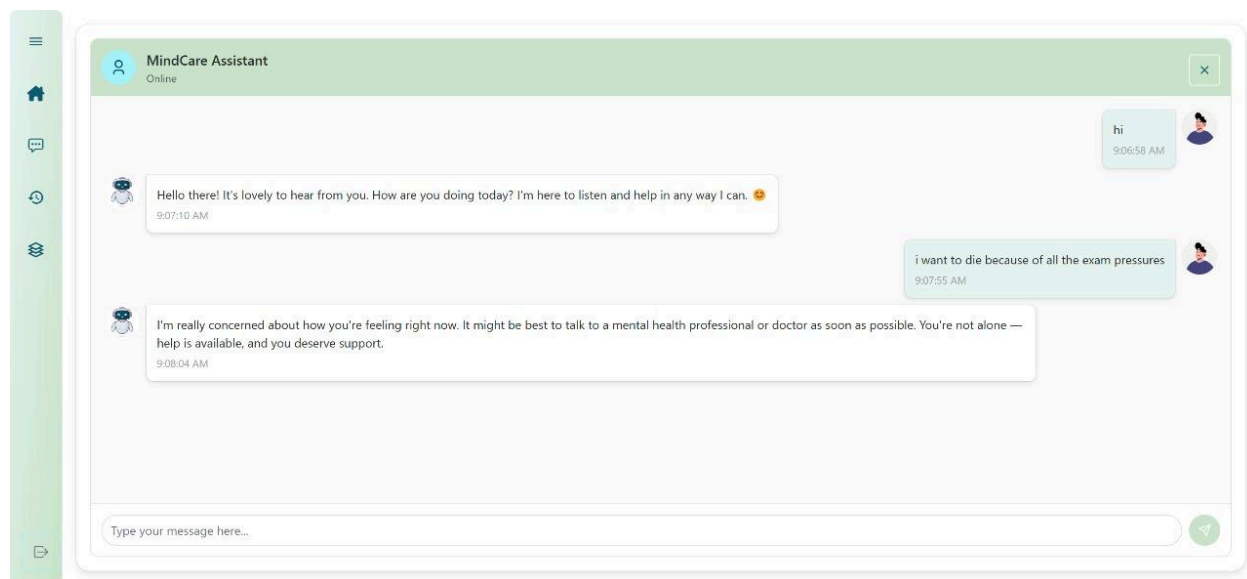 MindCare Assistant
Online
hi
9:06:58 AM
Hello there! It's lovely to hear from you. How are you doing today? I'm here to listen and help in any way I can. 😊
9:07:10 AM
i want to die because of all the exam pressures
9:07:55 AM
I'm really concerned about how you're feeling right now. It might be best to talk to a mental health professional or doctor as soon as possible. You're not alone —
help is available, and you deserve support.
9:08:04 AM
Type your message here...